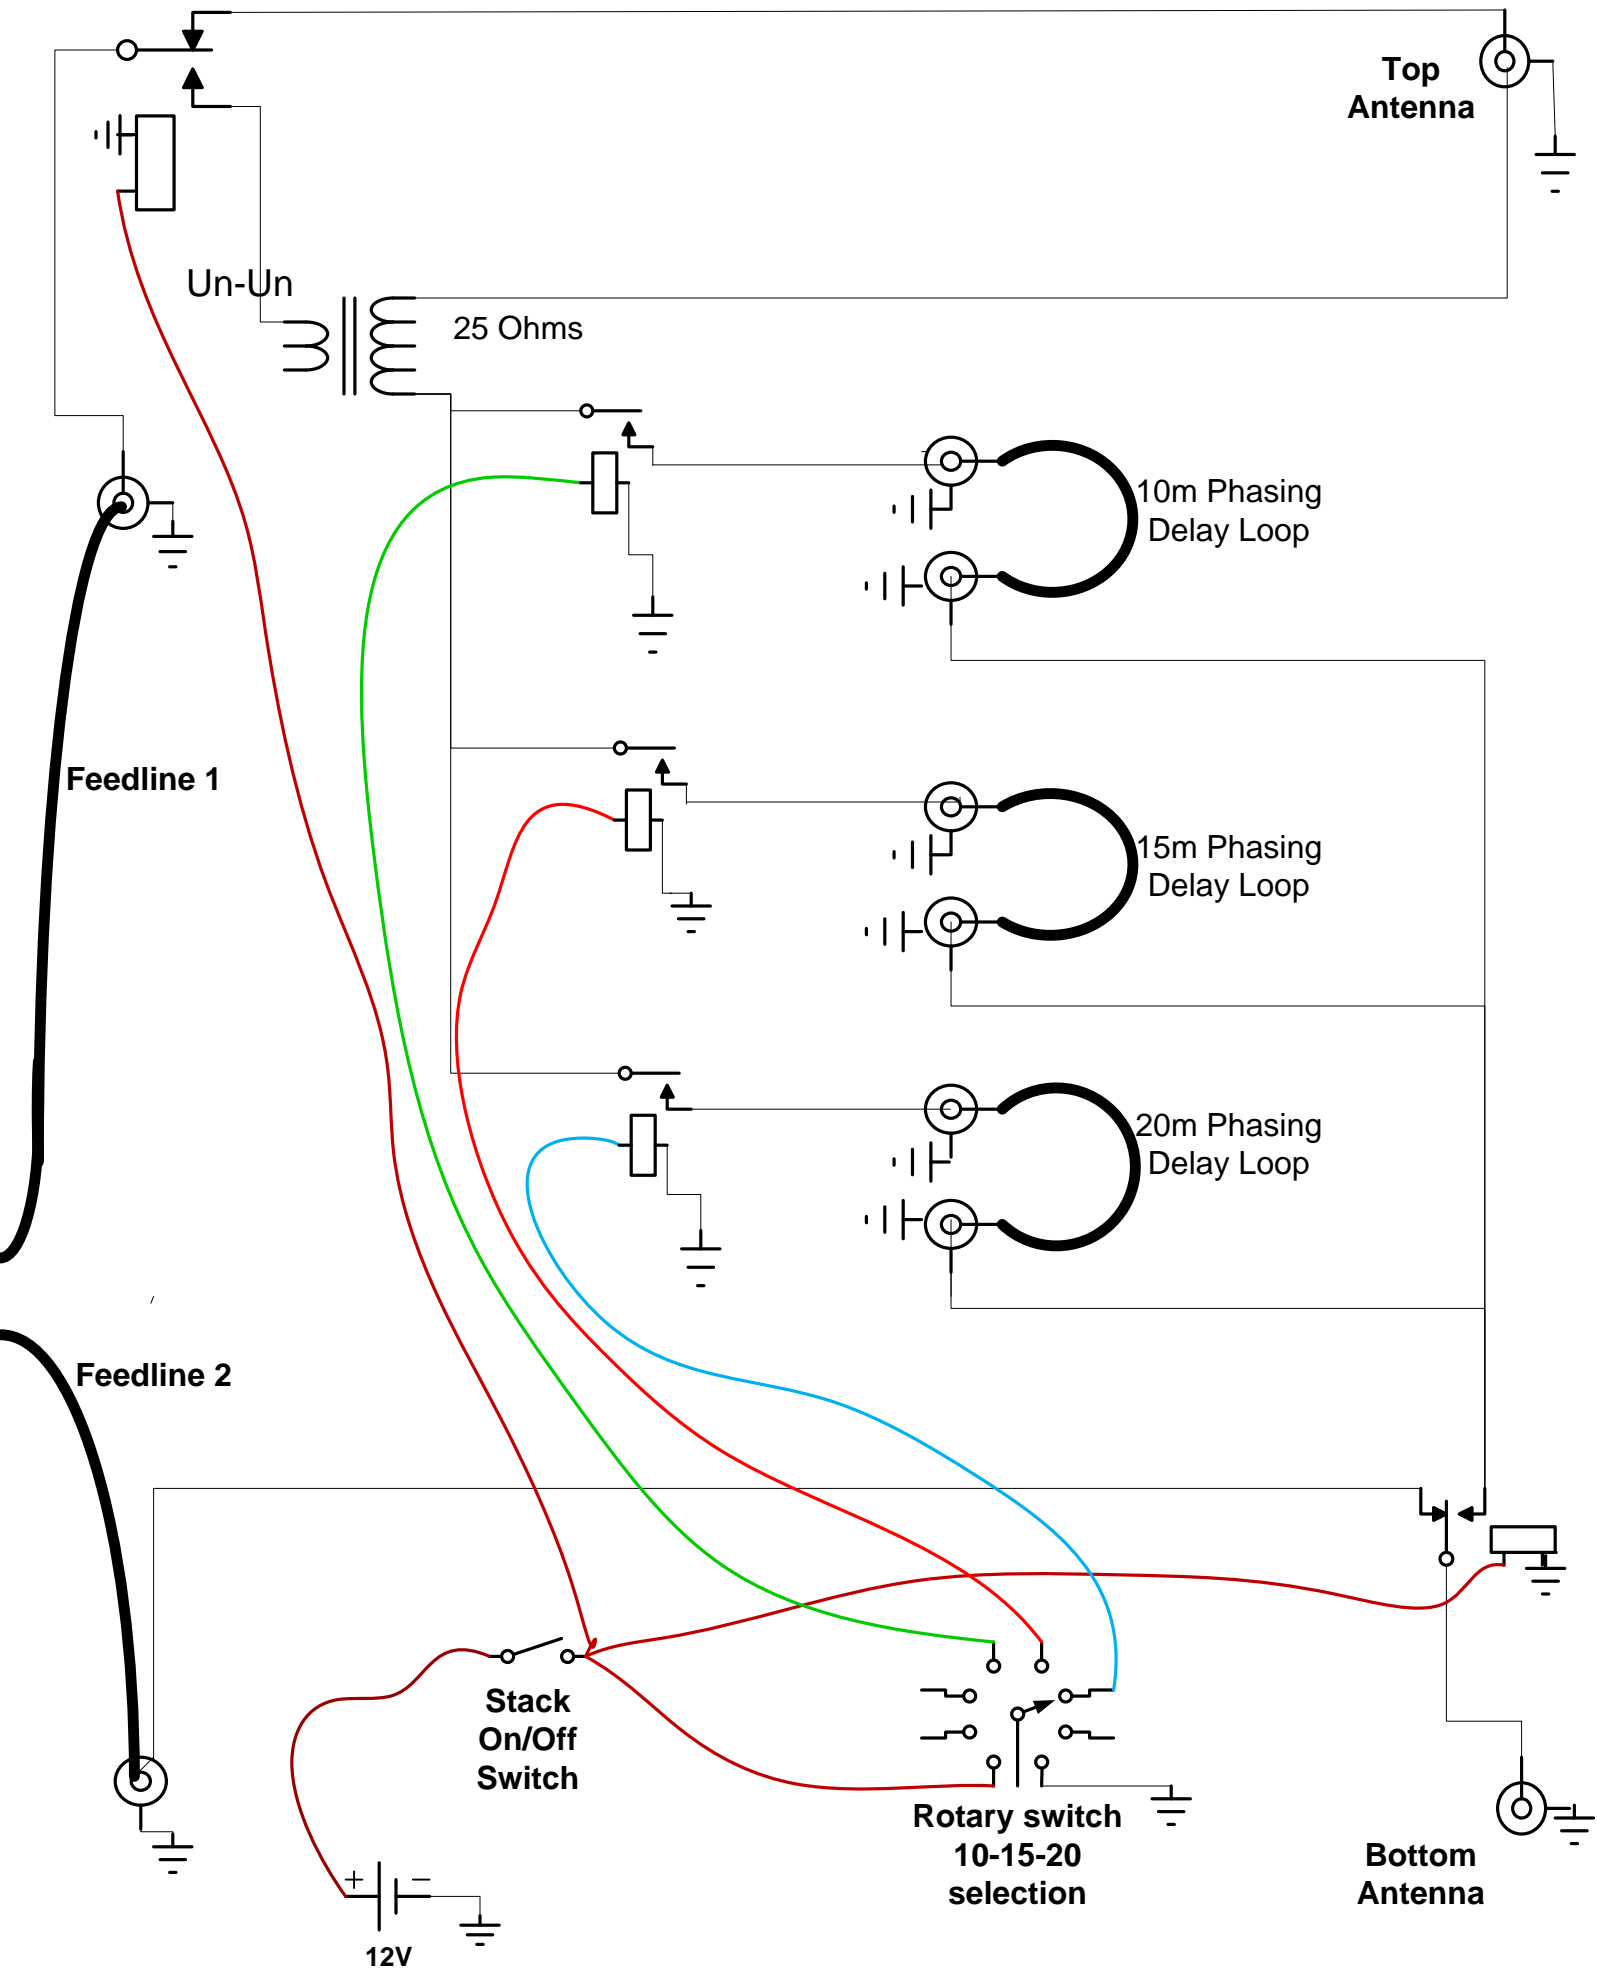 Top
Antenna
Un-Un
25 Ohms
10m Phasing
Delay Loop
Feedline 1
15m Phasing
Delay Loop
20m Phasing
Delay Loop
Feedline 2
Stack
On/Off
Switch
Rotary switch
10-15-20
selection
Bottom
Antenna
+ −
12V